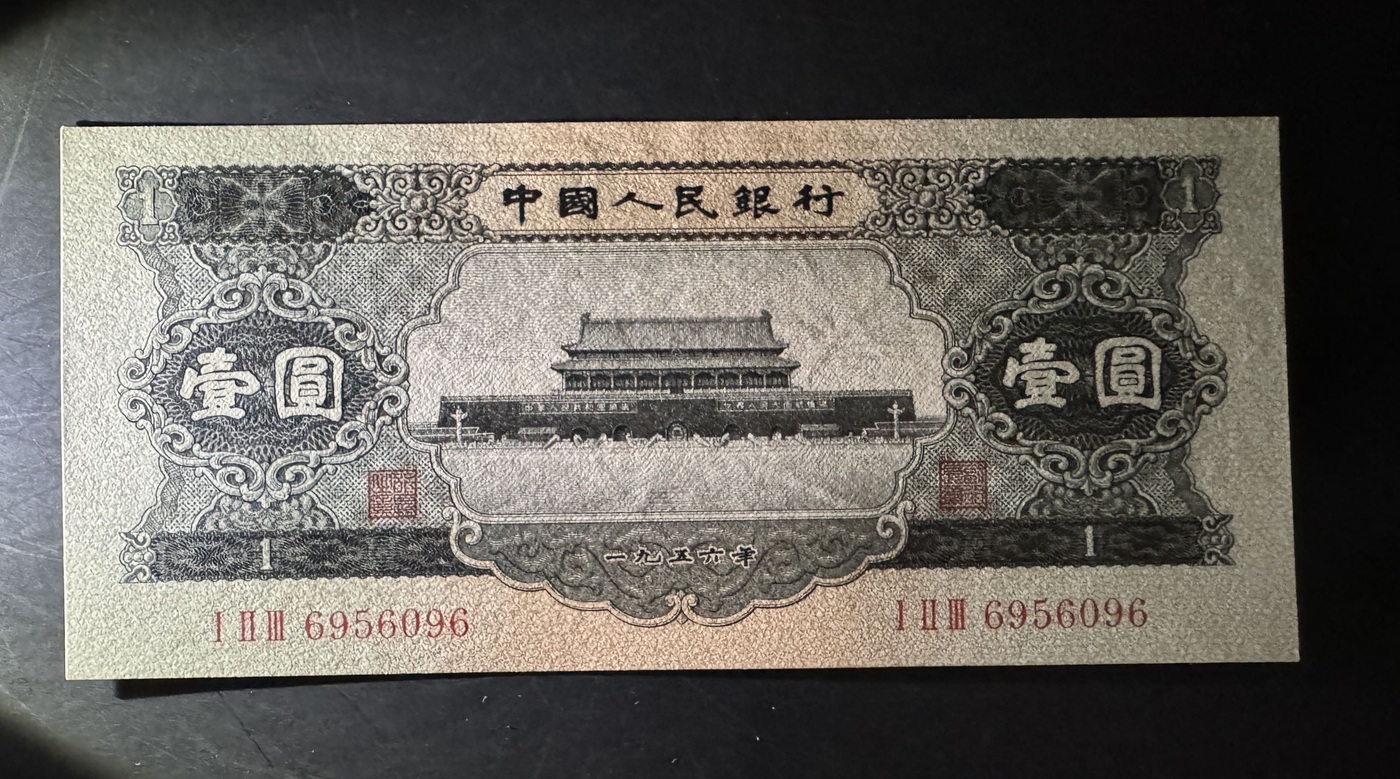 1 中國人民銀行 1
壹圓 壹圓
1 一九五六年 1
I II III 6956096 I II III 6956096